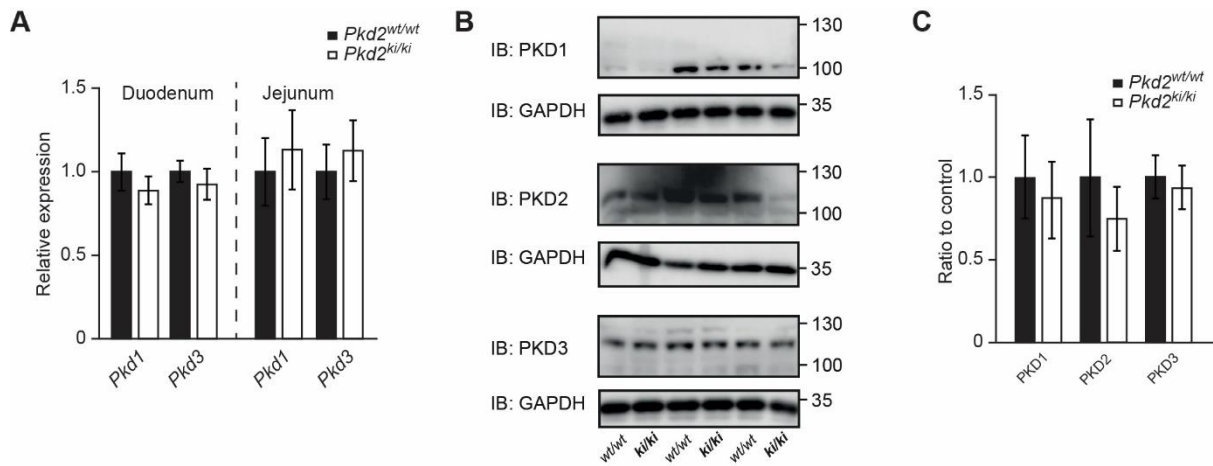 A
Pkd2wt/wt
Pkd2ki/ki
Duodenum
Jejunum
Relative expression
1.5
1.0
0.5
0
Pkd1
Pkd3
Pkd1
Pkd3
B
IB: PKD1
130
100
IB: GAPDH
35
IB: PKD2
130
100
IB: GAPDH
35
IB: PKD3
130
100
IB: GAPDH
35
wt/wt
ki/ki
wt/wt
ki/ki
wt/wt
ki/ki
C
Pkd2wt/wt
Pkd2ki/ki
Ratio to control
1.5
1.0
0.5
0
PKD1
PKD2
PKD3